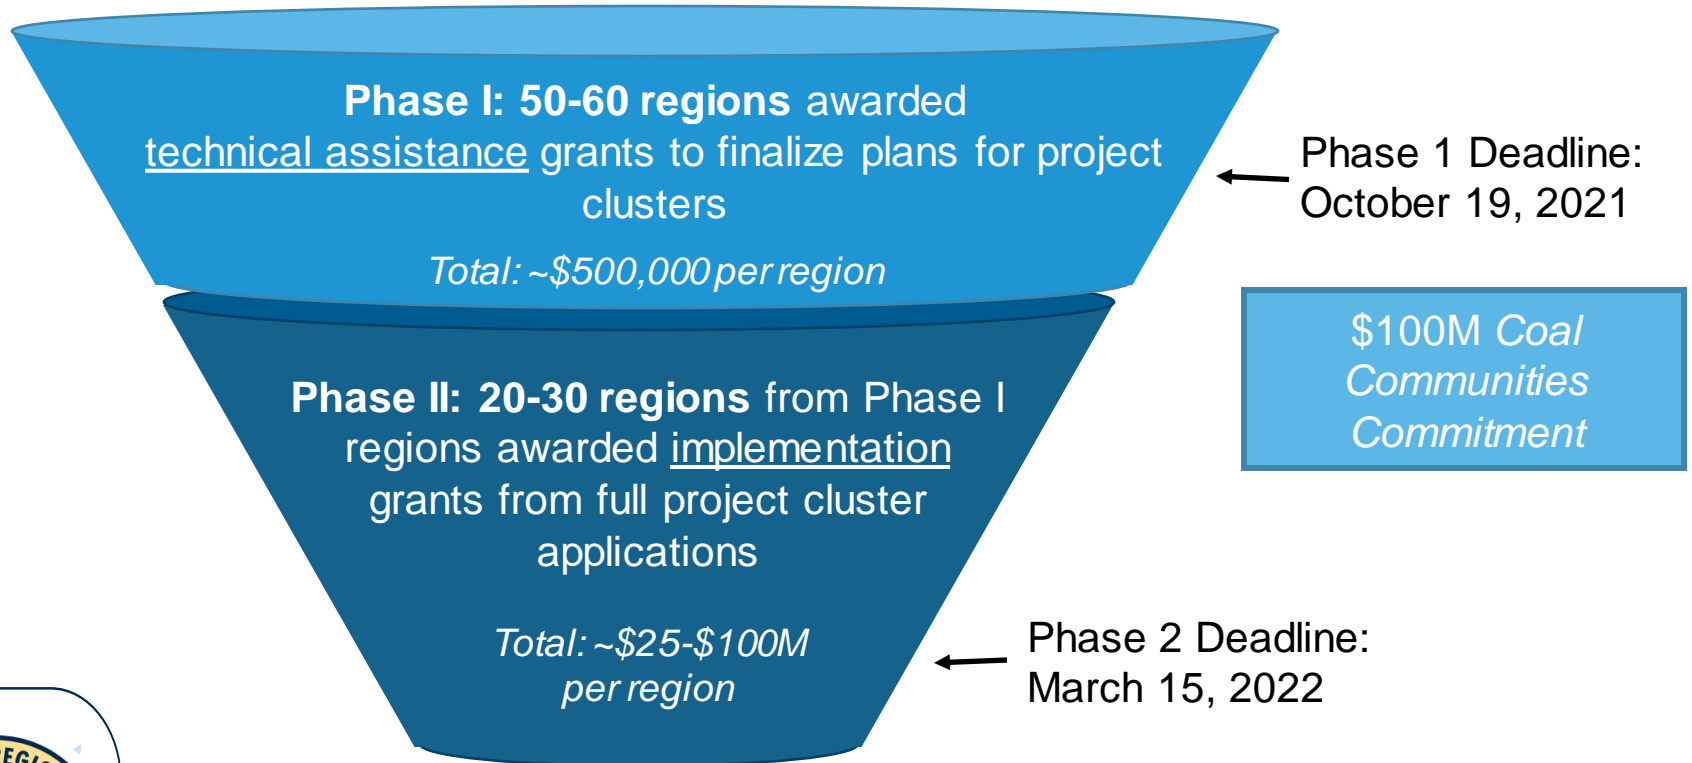 Phase I: 50-60 regions awarded
technical assistance grants to finalize plans for project
clusters
Total: ~$500,000 per region
Phase 1 Deadline:
October 19, 2021
$100M Coal
Communities
Commitment
Phase II: 20-30 regions from Phase I
regions awarded implementation
grants from full project cluster
applications
Total: ~$25-$100M
per region
Phase 2 Deadline:
March 15, 2022